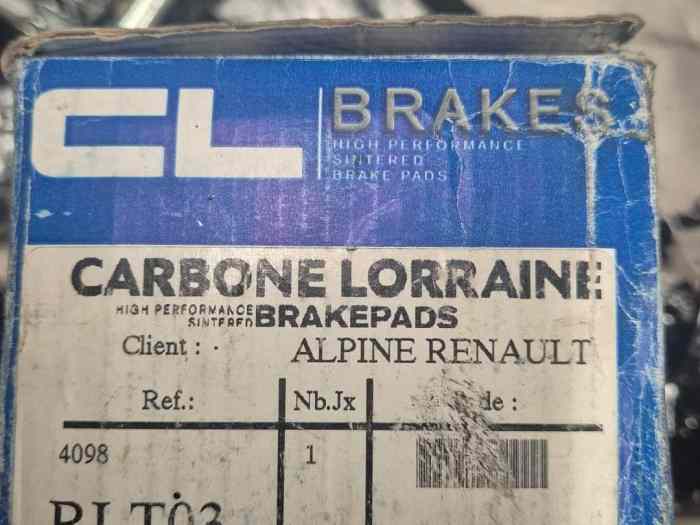 CL BRAKES
HIGH PERFORMANCE
SINTERED
BRAKE PADS
CARBONE LORRAINE
HIGH PERFORMANCE
SINTERED BRAKEPADS
Client : ALPINE RENAULT
Ref.: Nb.Jx
4098 1